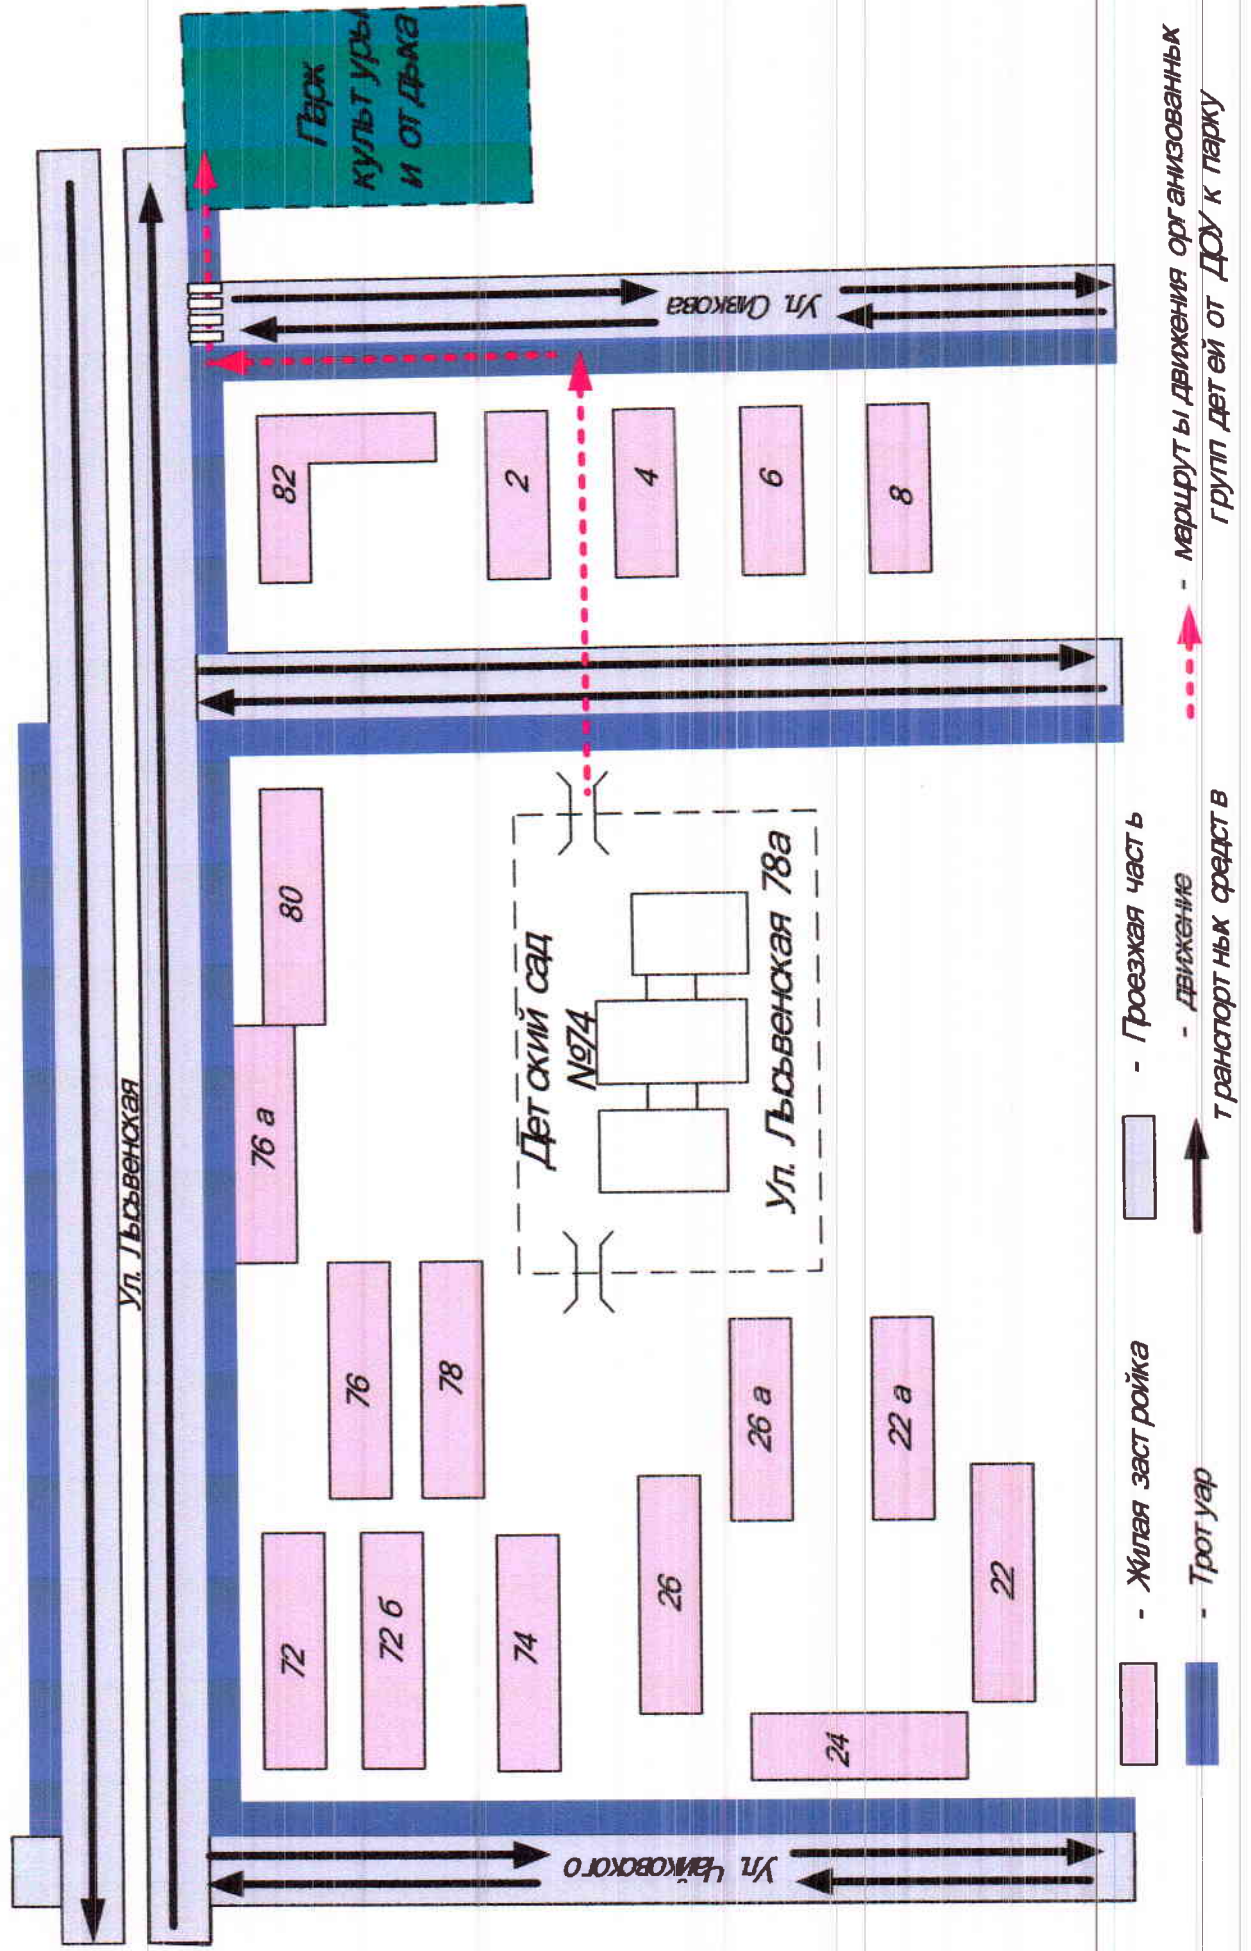 Парк
культуры
и отдыха
Ул. Лысьвенская
Ул. Сивкова
82
2
4
6
8
80
76 а
76
78
72
72 б
74
26
26 а
22 а
22
24
Детский сад
№74
Ул. Лысьвенская 78а
Ул. Чайковского
- Жилая застройка
- Проезжая часть
- Тротуар
- движение
транспортных средств
- маршруты движения организованных
групп детей от ДОУ к парку